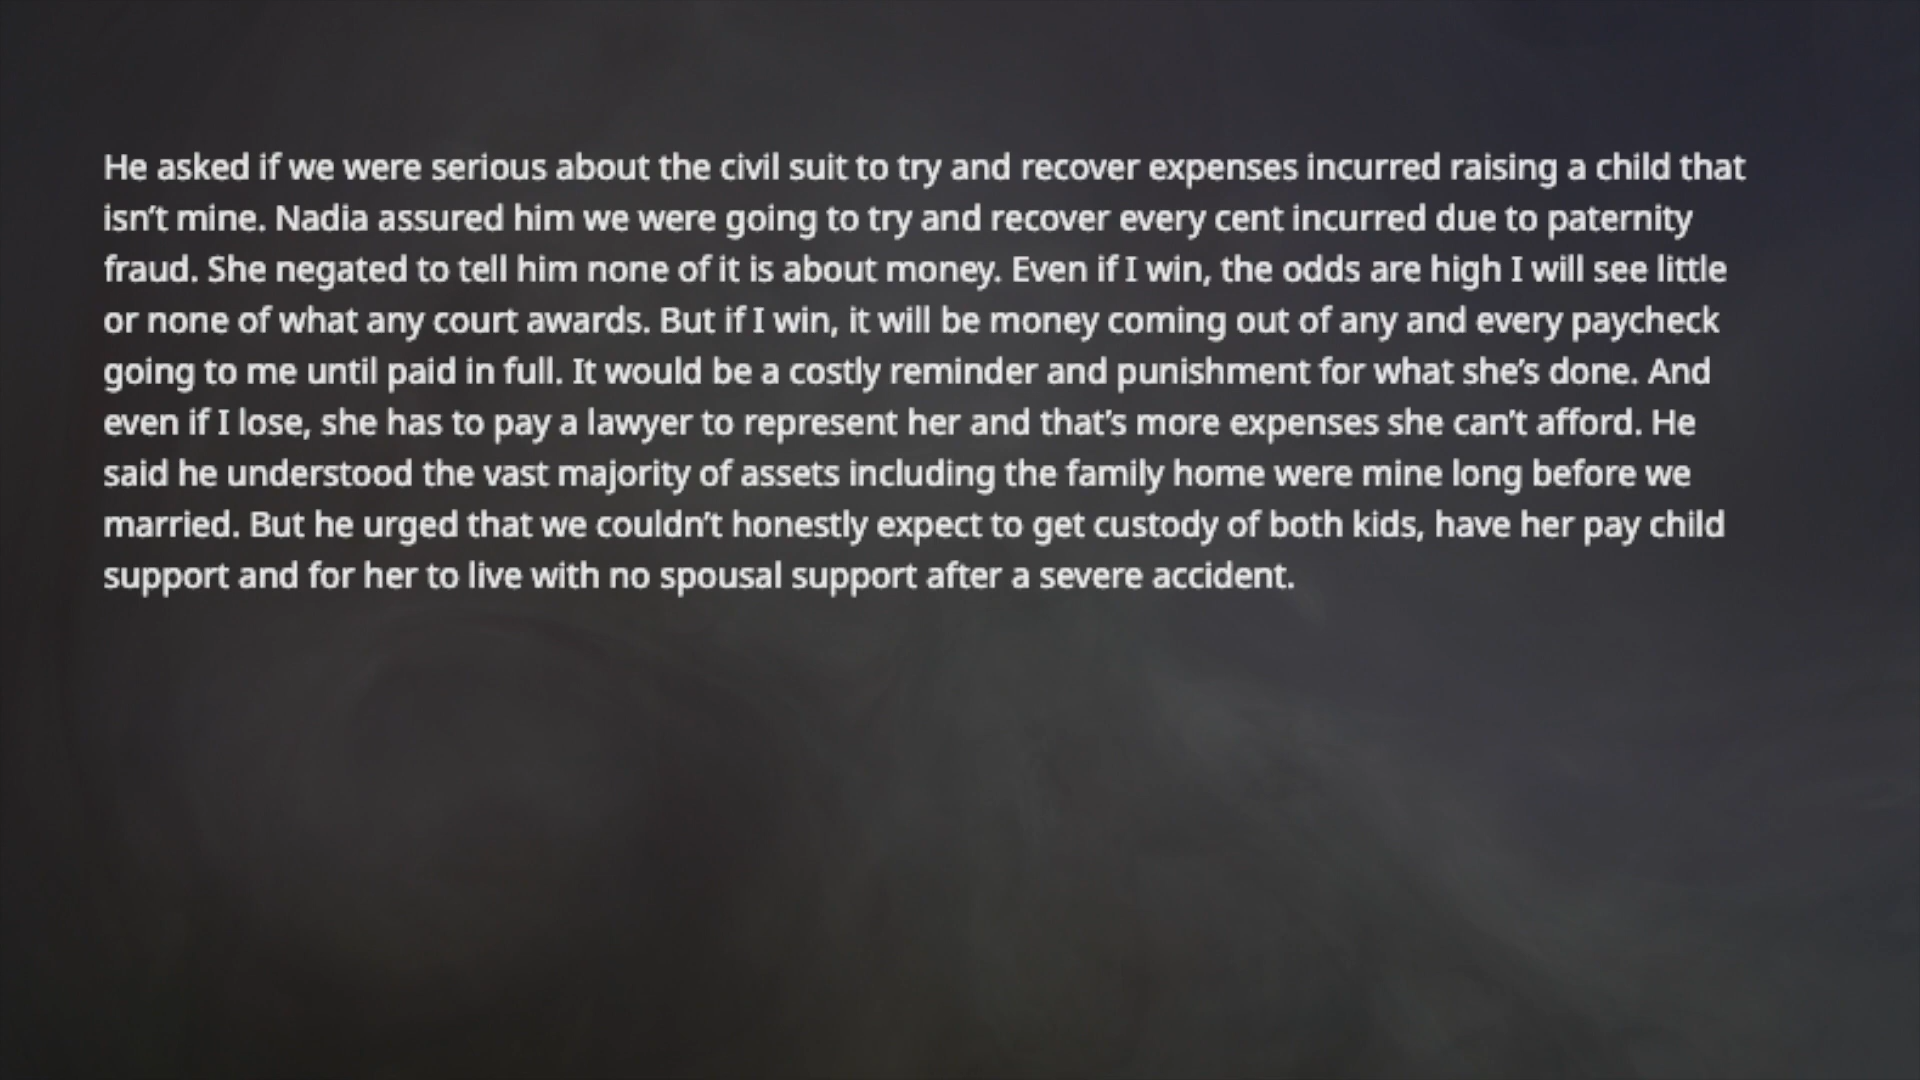 He asked if we were serious about the civil suit to try and recover expenses incurred raising a child that
isn’t mine. Nadia assured him we were going to try and recover every cent incurred due to paternity
fraud. She negated to tell him none of it is about money. Even if I win, the odds are high I will see little
or none of what any court awards. But if I win, it will be money coming out of any and every paycheck
going to me until paid in full. It would be a costly reminder and punishment for what she’s done. And
even if I lose, she has to pay a lawyer to represent her and that’s more expenses she can’t afford. He
said he understood the vast majority of assets including the family home were mine long before we
married. But he urged that we couldn’t honestly expect to get custody of both kids, have her pay child
support and for her to live with no spousal support after a severe accident.